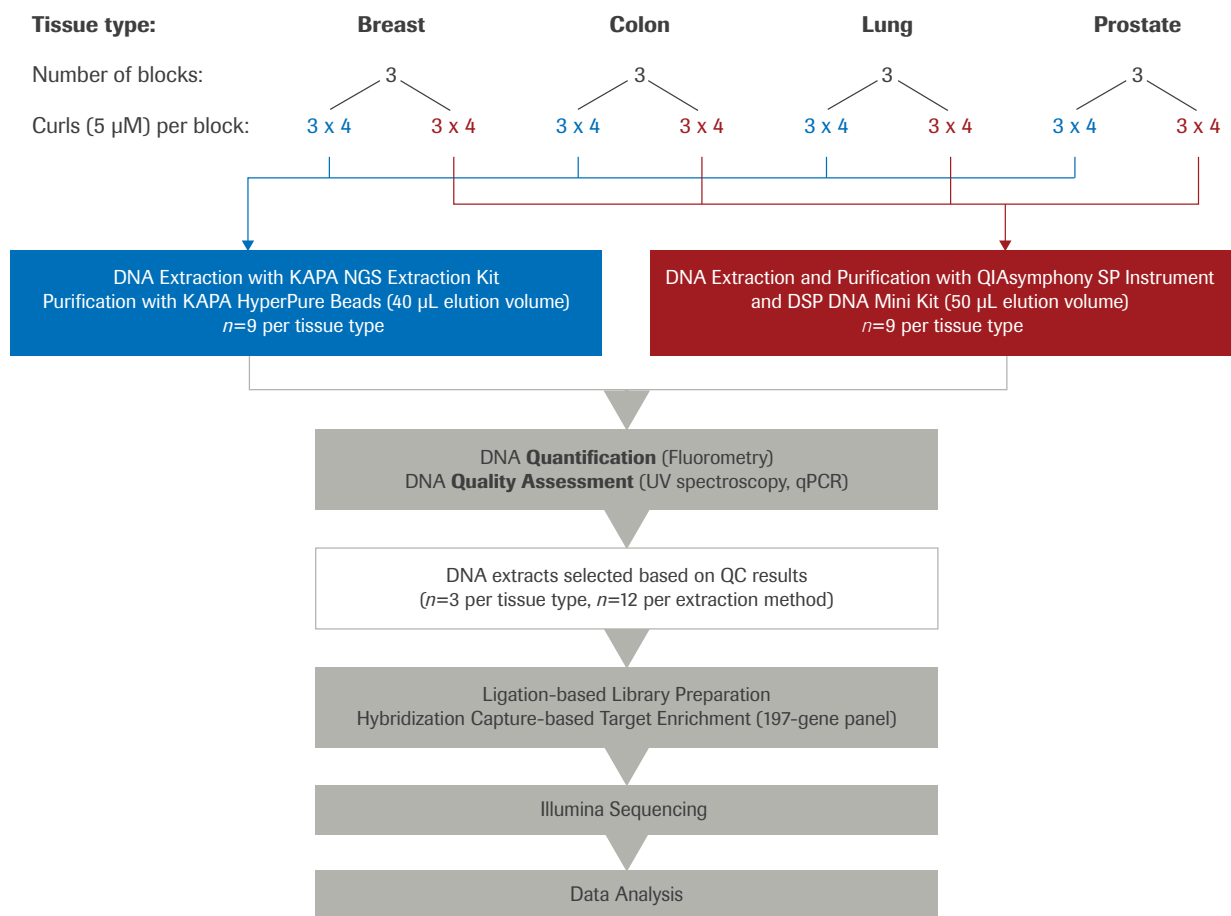 Tissue type: Breast Colon Lung Prostate
Number of blocks: 3 3 3 3
Curls (5 µM) per block: 3 x 4 3 x 4 3 x 4 3 x 4 3 x 4 3 x 4 3 x 4 3 x 4
DNA Extraction with KAPA NGS Extraction Kit
Purification with KAPA HyperPure Beads (40 µL elution volume)
n=9 per tissue type
DNA Extraction and Purification with QIAsymphony SP Instrument
and DSP DNA Mini Kit (50 µL elution volume)
n=9 per tissue type
DNA Quantification (Fluorometry)
DNA Quality Assessment (UV spectroscopy, qPCR)
DNA extracts selected based on QC results
(n=3 per tissue type, n=12 per extraction method)
Ligation-based Library Preparation
Hybridization Capture-based Target Enrichment (197-gene panel)
Illumina Sequencing
Data Analysis